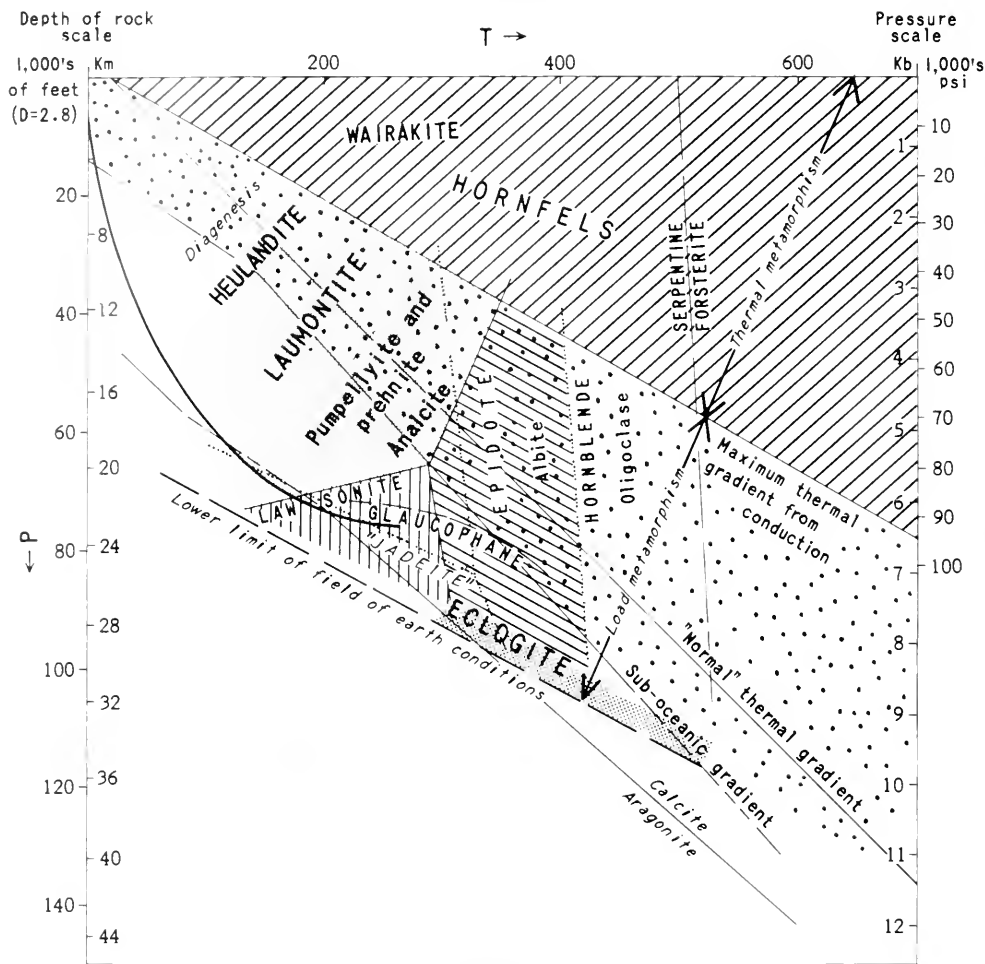 Depth of rock
scale
T →
Pressure
scale
1,000's
of feet
(D=2.8)
Km
200
400
600
Kb
1,000's
psi
20
40
60
80
100
120
140
8
12
16
20
24
28
32
36
40
44
1
2
3
4
5
6
7
8
9
10
11
12
10
20
30
40
50
60
70
80
90
100
← P
WAIRAKITE
HORNFELS
SERPENTINE
FORSTERITE
Thermal metamorphism
Diagenesis
HEULANDITE
LAUMONTITE
Pumpellyite and
prehnite
Analcite
EPIDOTE
Albite
HORNBLENDE
Oligoclase
Maximum thermal
gradient from
conduction
LAWSONITE
GLAUCOPHANE
"JADEITE"
ECLOGITE
Load metamorphism
Lower limit of field of earth conditions
"Normal" thermal gradient
Sub-oceanic gradient
Calcite
Aragonite